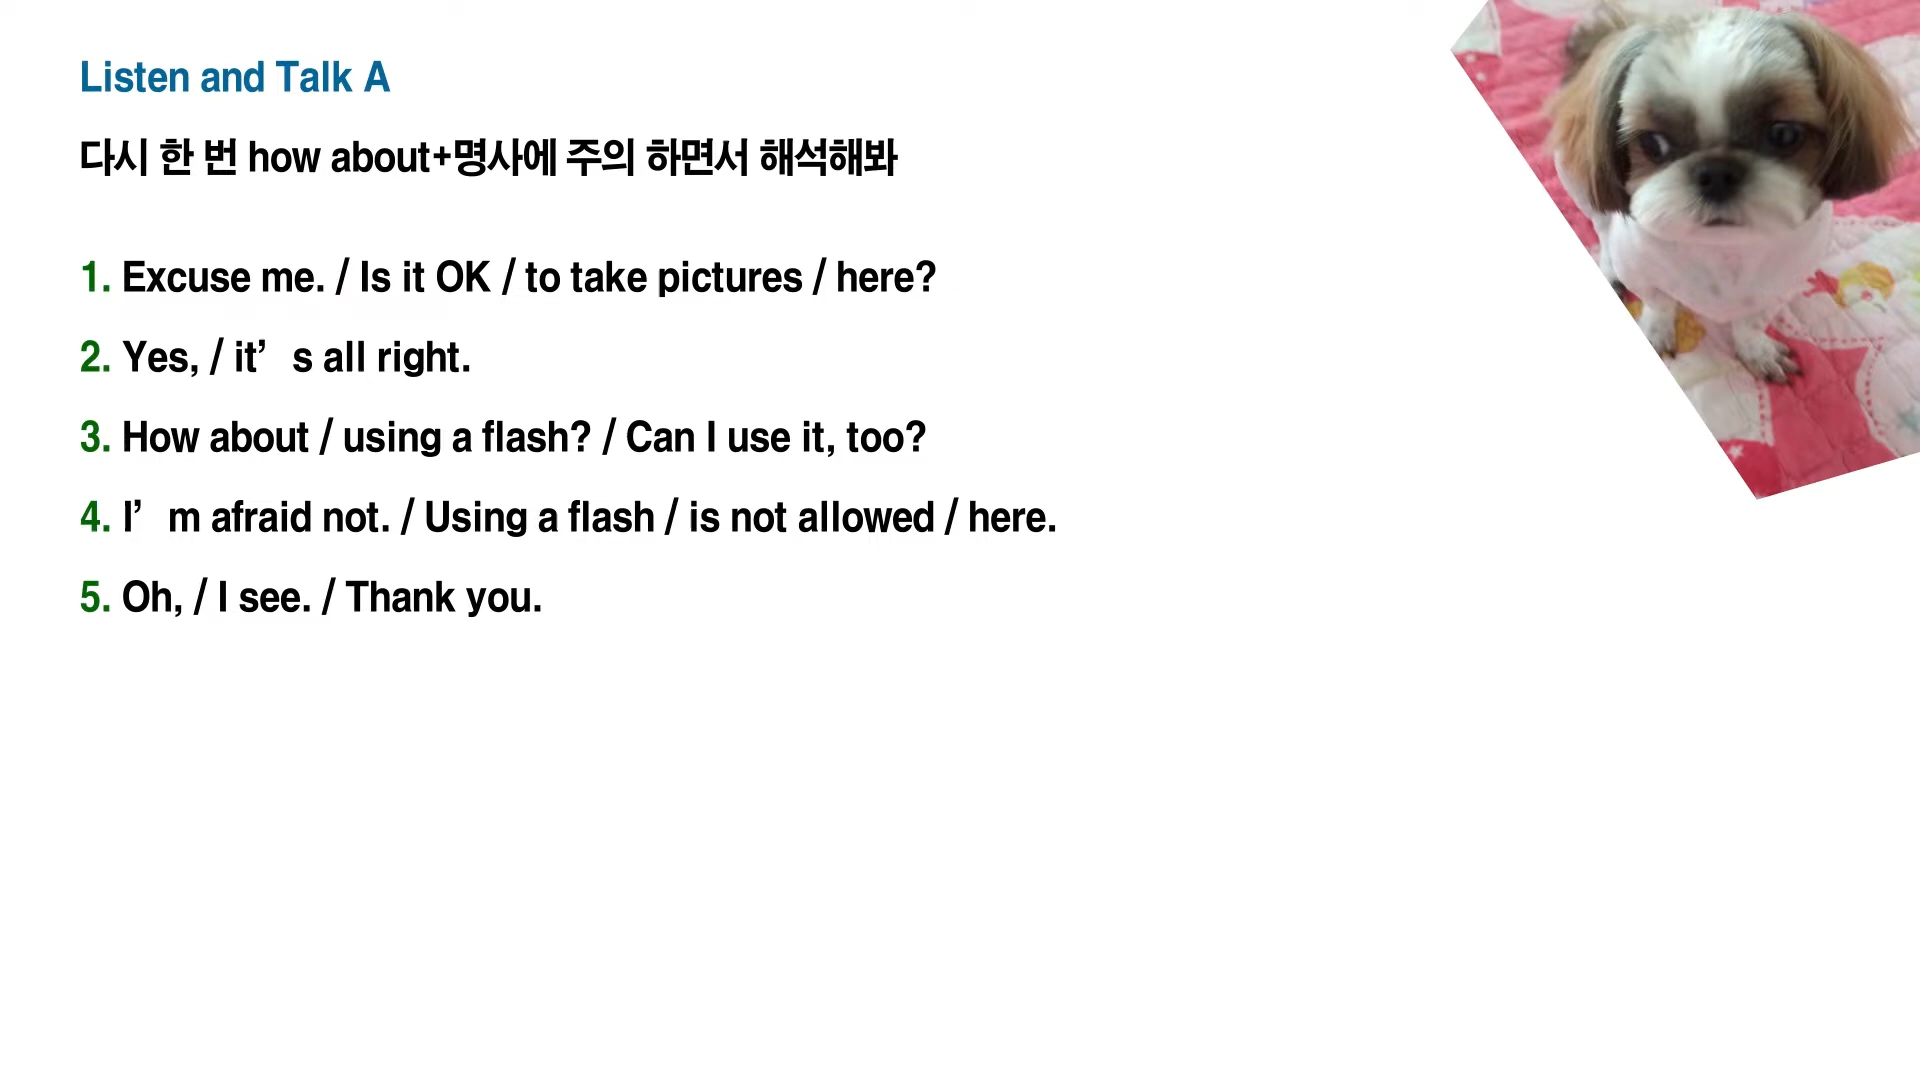 Listen and Talk A
다시 한 번 how about+명사에 주의 하면서 해석해봐
1. Excuse me. / Is it OK / to take pictures / here?
2. Yes, / it’s all right.
3. How about / using a flash? / Can I use it, too?
4. I’m afraid not. / Using a flash / is not allowed / here.
5. Oh, / I see. / Thank you.